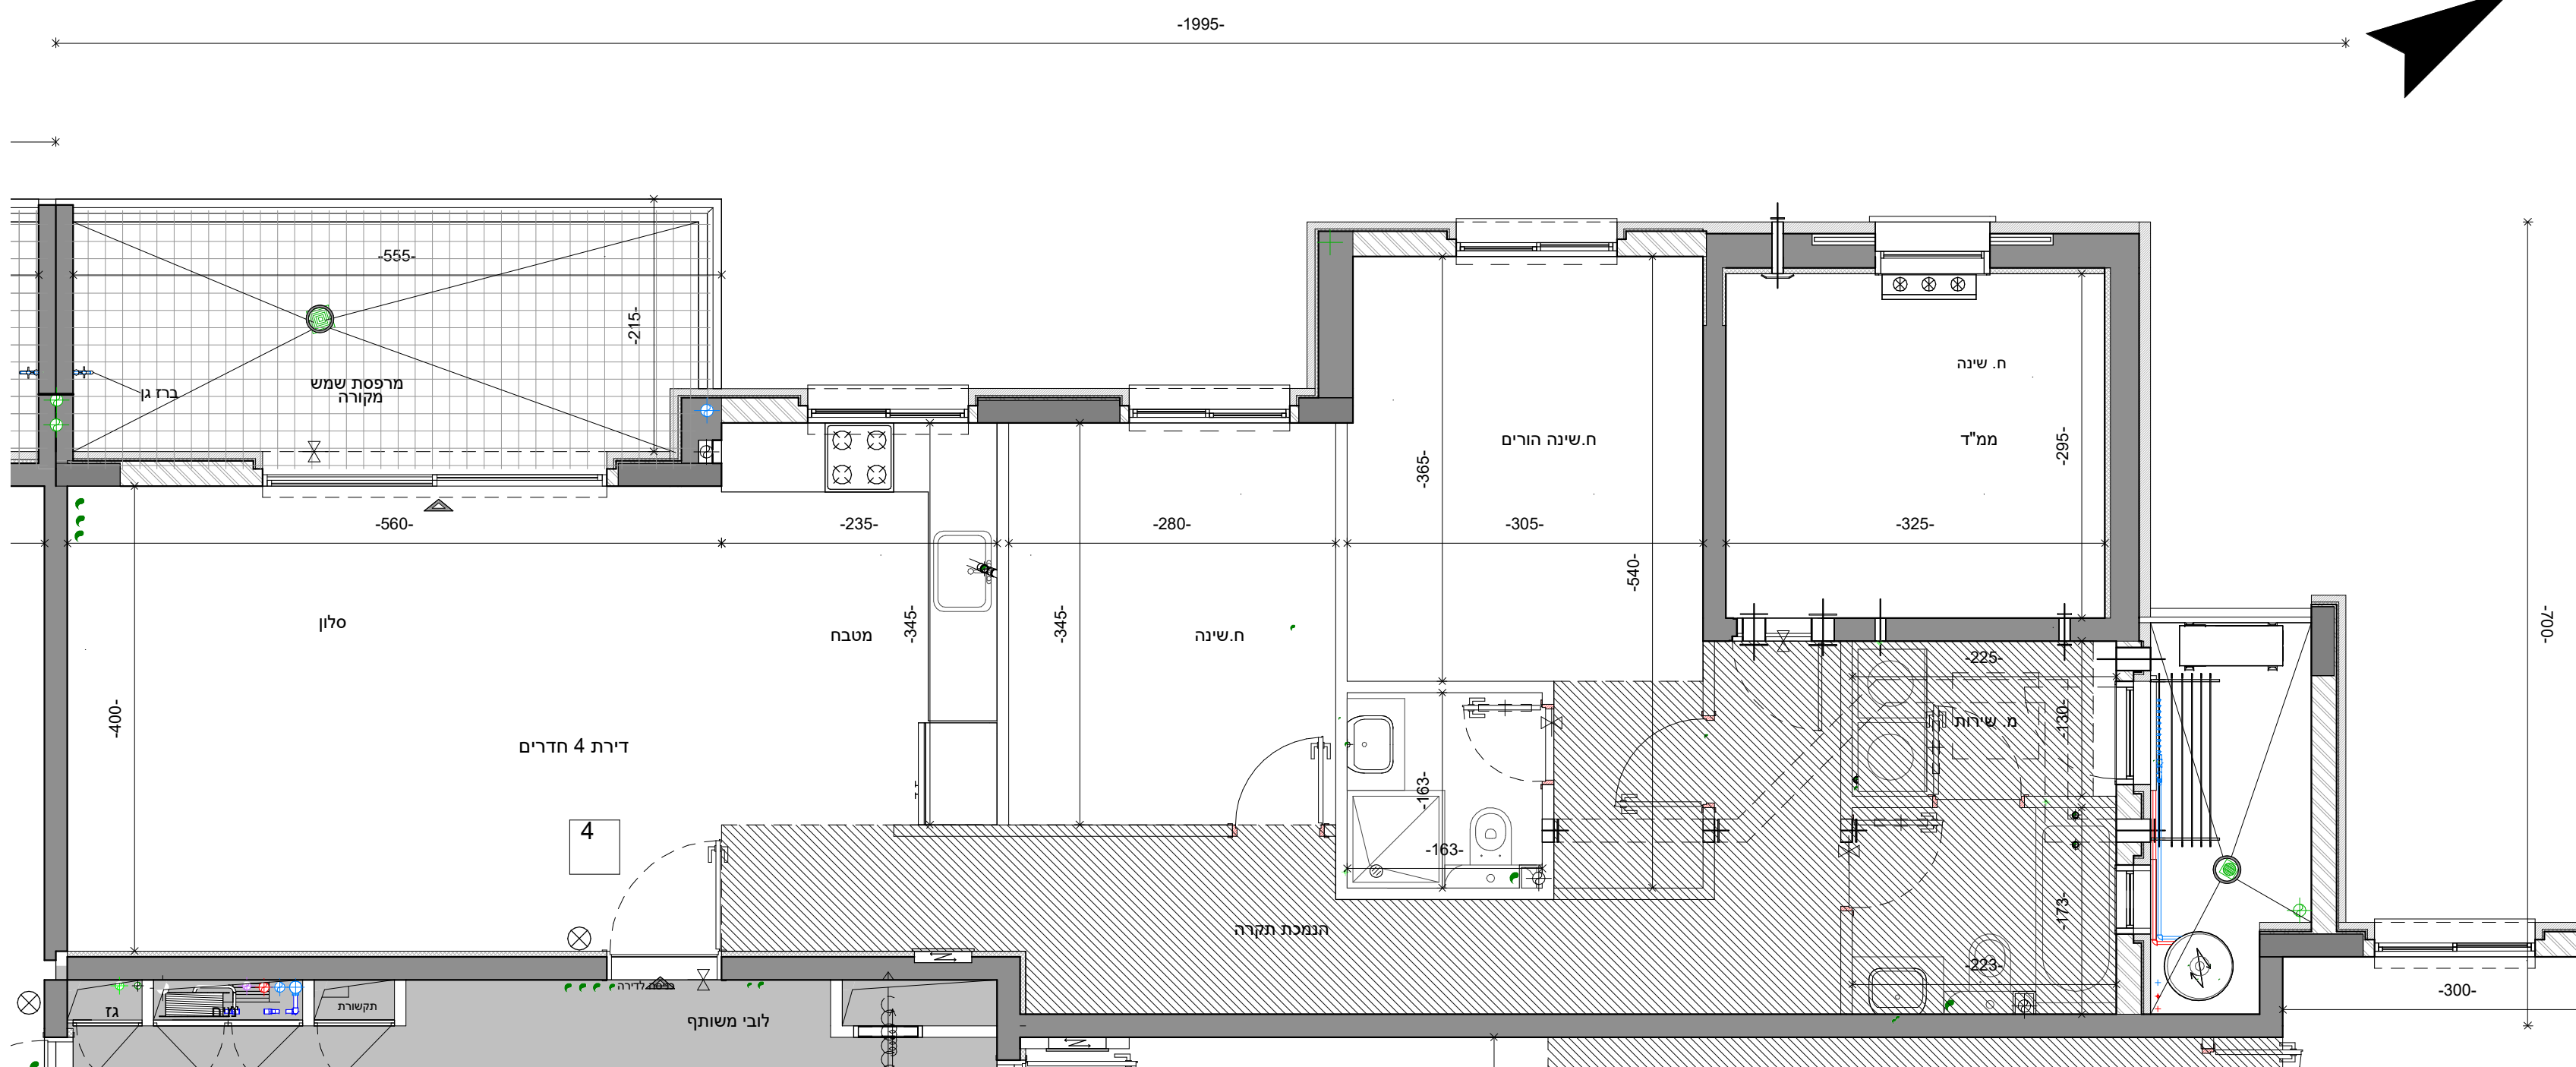 -1995-
-555-
-215-
ברז גן
מרפסת שמש
מקורה
ח. שינה
ממ"ד
ח.שינה הורים
-365-
-295-
-560-
-235-
-280-
-305-
-325-
-540-
-700-
סלון
מטבח
-345-
-345-
ח.שינה
-400-
דירת 4 חדרים
-225-
מ. שירות
-130-
-163-
4
-163-
-173-
הנמכת תקרה
-223-
-300-
גז
תקשורת
לובי משותף